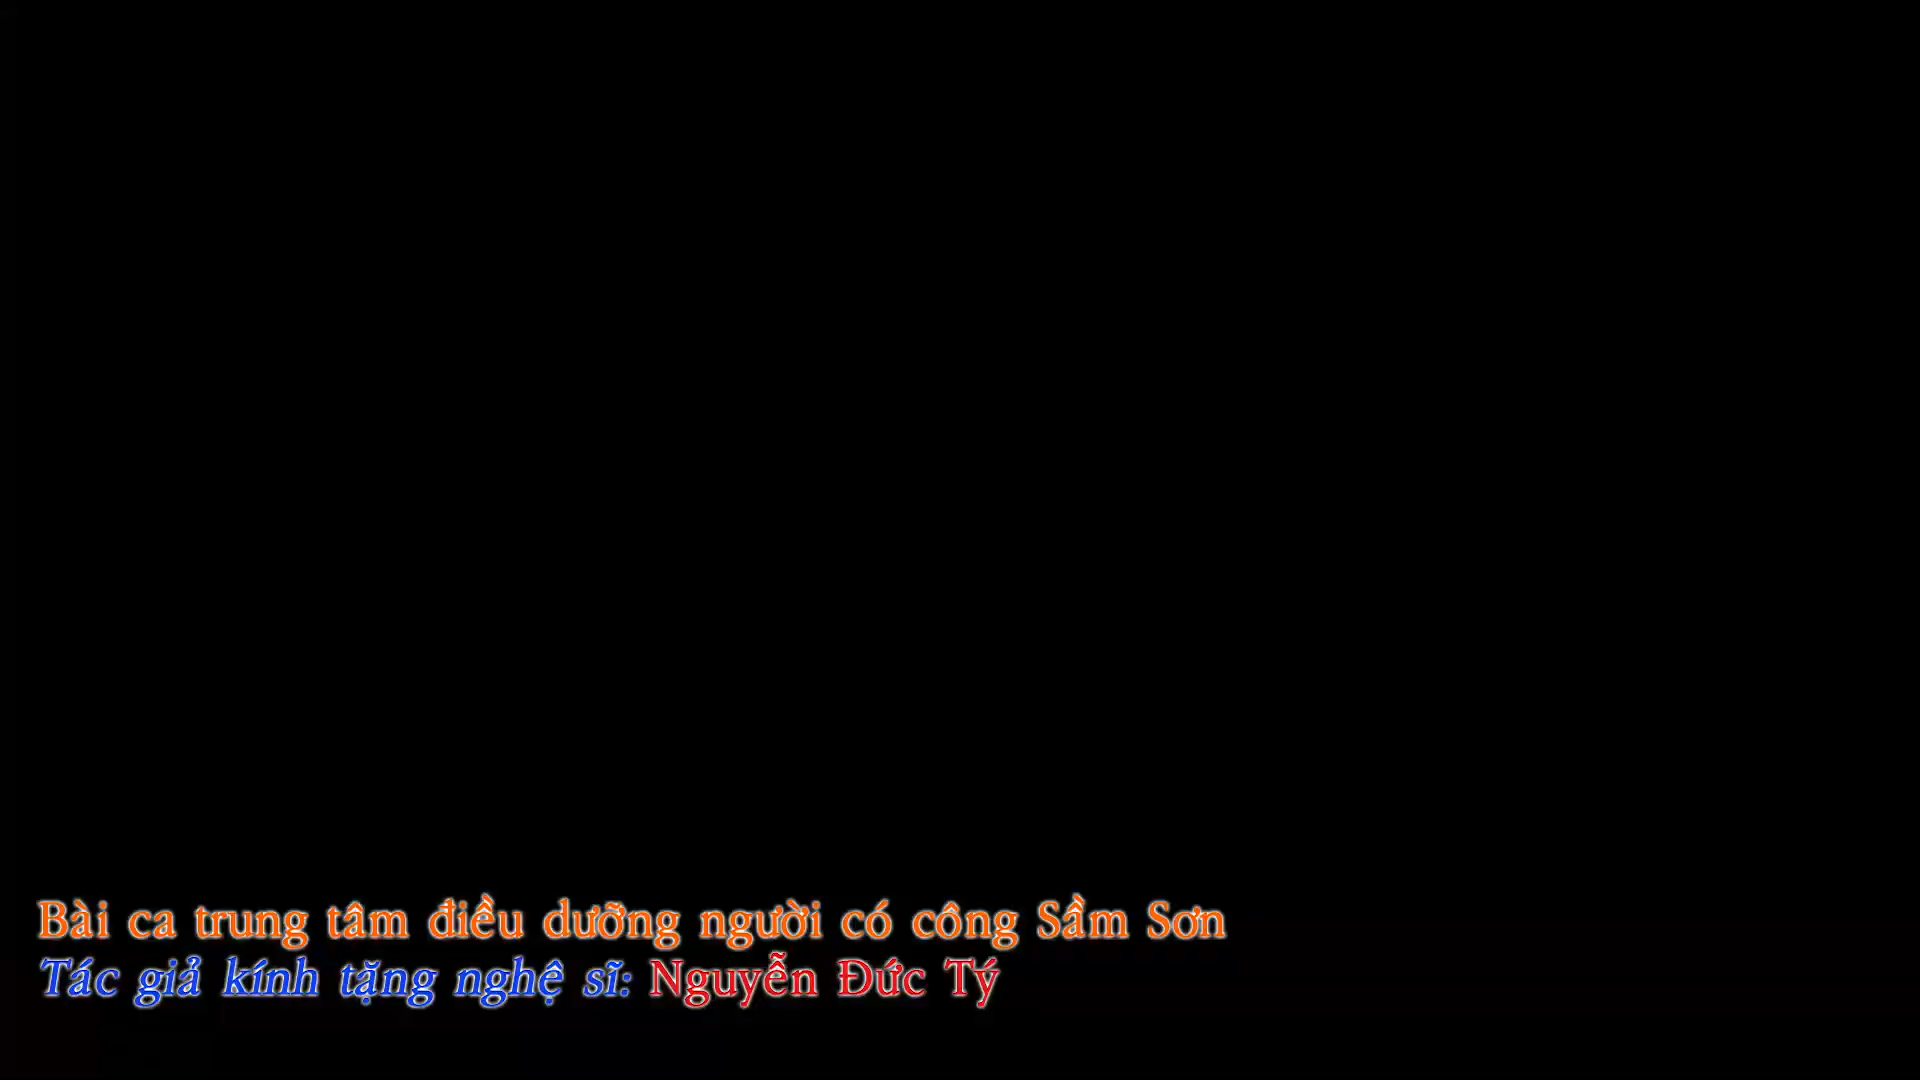 Bài ca trung tâm điều dưỡng người có công Sầm Sơn
Tác giả kính tặng nghệ sĩ: Nguyễn Đức Tý